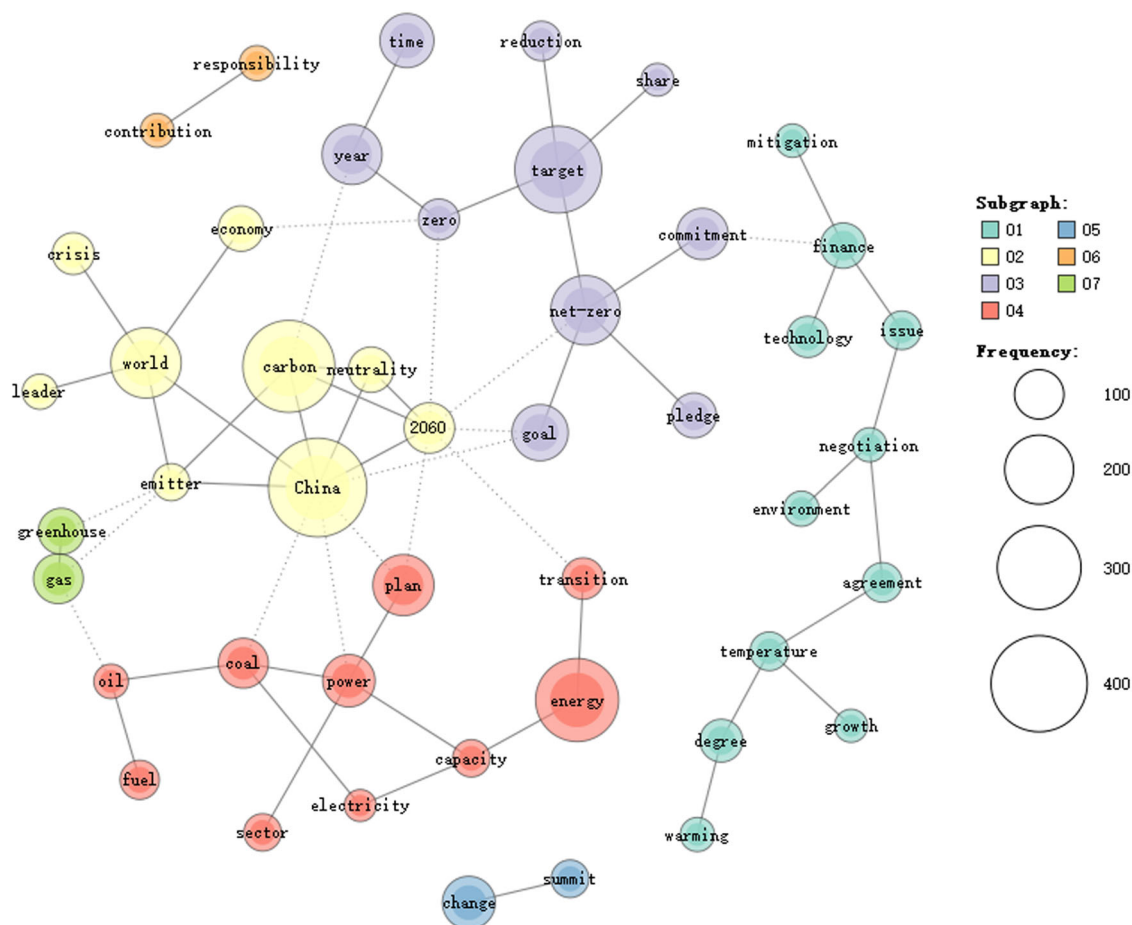 time
reduction
responsibility
share
contribution
mitigation
year
target
Subgraph:
zero
01 05
economy
commitment
finance
crisis
02 06
03 07
net-zero
04
technology
issue
world
carbon
neutrality
Frequency:
leader
100
pledge
2060
goal
negotiation
200
emitter
China
environment
greenhouse
300
gas
plan
transition
agreement
temperature
coal
oil
power
400
energy
growth
degree
capacity
fuel
electricity
sector
warming
summit
change